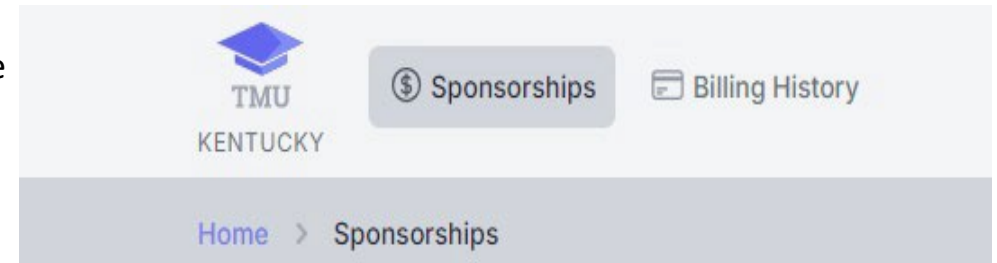 e
TMU
KENTUCKY
Sponsorships
Billing History
Home > Sponsorships